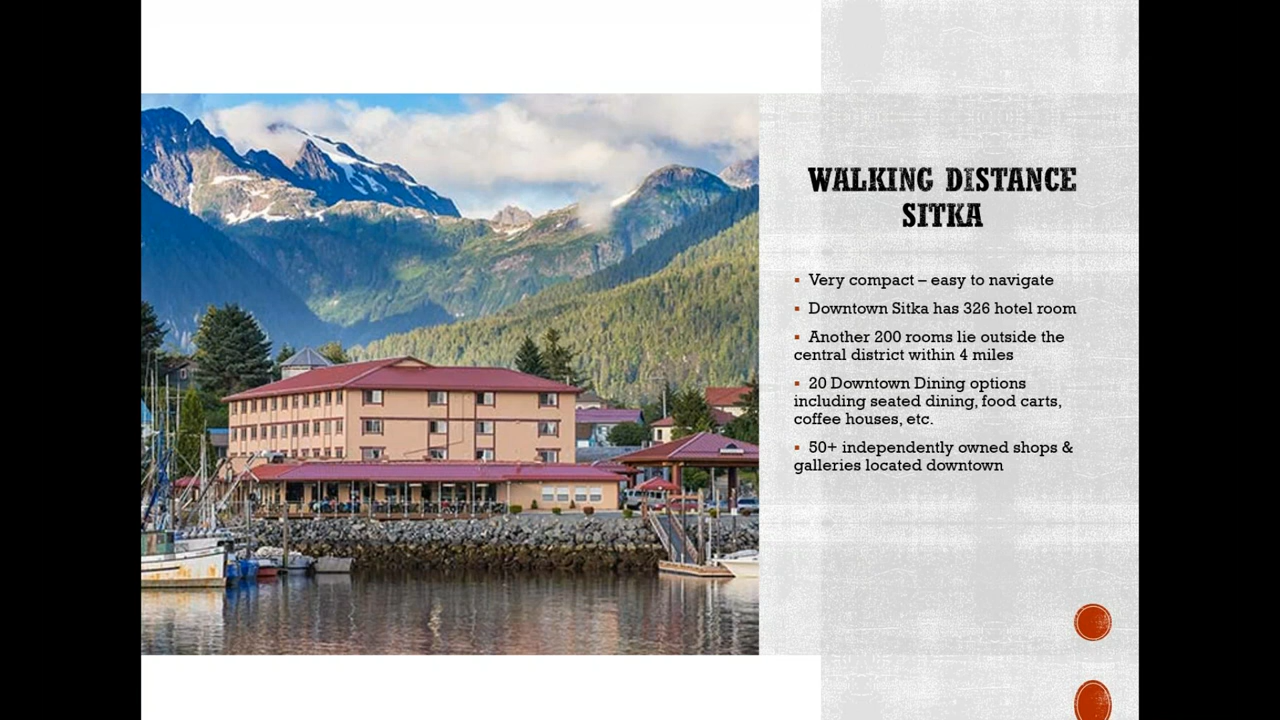 WALKING DISTANCE
SITKA
▪ Very compact – easy to navigate
▪ Downtown Sitka has 326 hotel room
▪ Another 200 rooms lie outside the
central district within 4 miles
▪ 20 Downtown Dining options
including seated dining, food carts,
coffee houses, etc.
▪ 50+ independently owned shops &
galleries located downtown